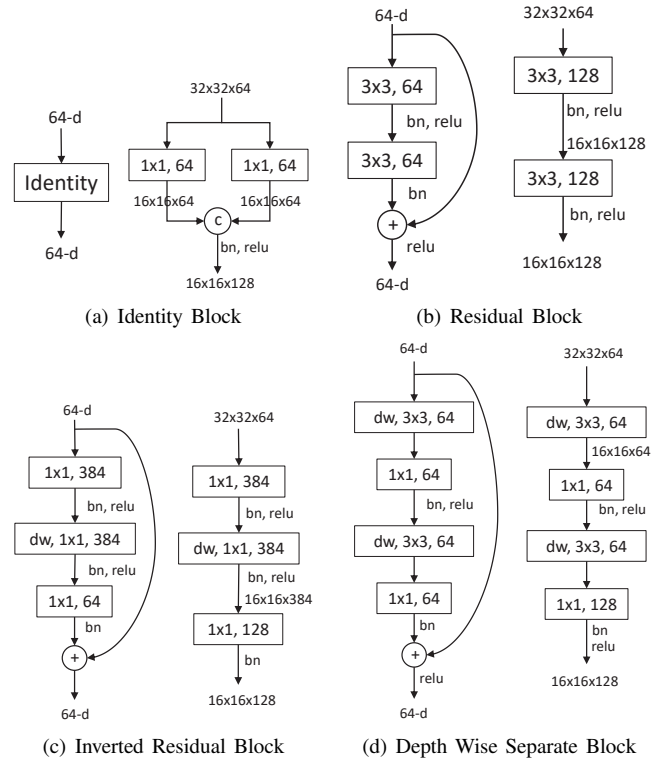 64-d
Identity
64-d
32x32x64
1x1, 64
1x1, 64
16x16x64
16x16x64
c
bn, relu
16x16x128
(a) Identity Block
64-d
3x3, 64
bn, relu
3x3, 64
bn
+
relu
64-d
32x32x64
3x3, 128
bn, relu
16x16x128
3x3, 128
bn, relu
16x16x128
(b) Residual Block
64-d
1x1, 384
bn, relu
dw, 1x1, 384
bn, relu
1x1, 64
bn
+
64-d
32x32x64
1x1, 384
bn, relu
dw, 1x1, 384
bn, relu
16x16x384
1x1, 128
bn
16x16x128
(c) Inverted Residual Block
64-d
dw, 3x3, 64
1x1, 64
bn, relu
dw, 3x3, 64
1x1, 64
bn
+
relu
64-d
32x32x64
dw, 3x3, 64
16x16x64
1x1, 64
bn, relu
dw, 3x3, 64
1x1, 128
bn
relu
16x16x128
(d) Depth Wise Separate Block